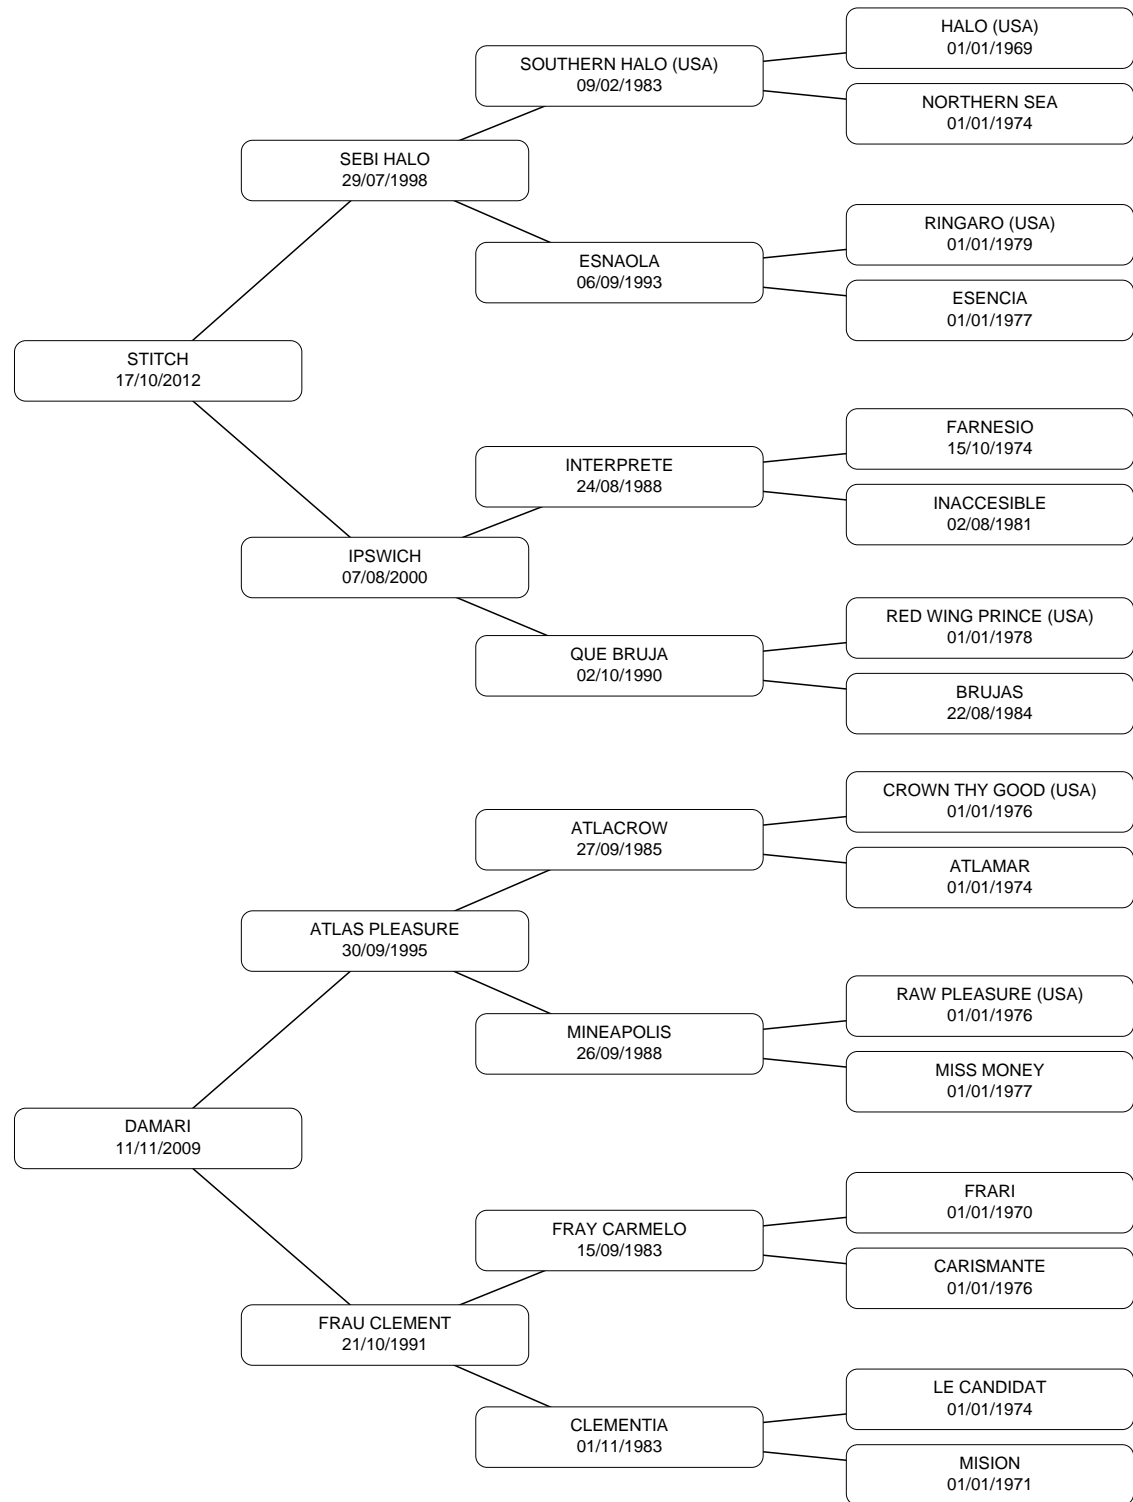 HALO (USA)
01/01/1969
SOUTHERN HALO (USA)
09/02/1983
NORTHERN SEA
01/01/1974
SEBI HALO
29/07/1998
RINGARO (USA)
01/01/1979
ESNAOLA
06/09/1993
ESENCIA
01/01/1977
STITCH
17/10/2012
FARNESIO
15/10/1974
INTERPRETE
24/08/1988
INACCESIBLE
02/08/1981
IPSWICH
07/08/2000
RED WING PRINCE (USA)
01/01/1978
QUE BRUJA
02/10/1990
BRUJAS
22/08/1984
CROWN THY GOOD (USA)
01/01/1976
ATLACROW
27/09/1985
ATLAMAR
01/01/1974
ATLAS PLEASURE
30/09/1995
RAW PLEASURE (USA)
01/01/1976
MINEAPOLIS
26/09/1988
MISS MONEY
01/01/1977
DAMARI
11/11/2009
FRARI
01/01/1970
FRAY CARMELO
15/09/1983
CARISMANTE
01/01/1976
FRAU CLEMENT
21/10/1991
LE CANDIDAT
01/01/1974
CLEMENTIA
01/11/1983
MISION
01/01/1971